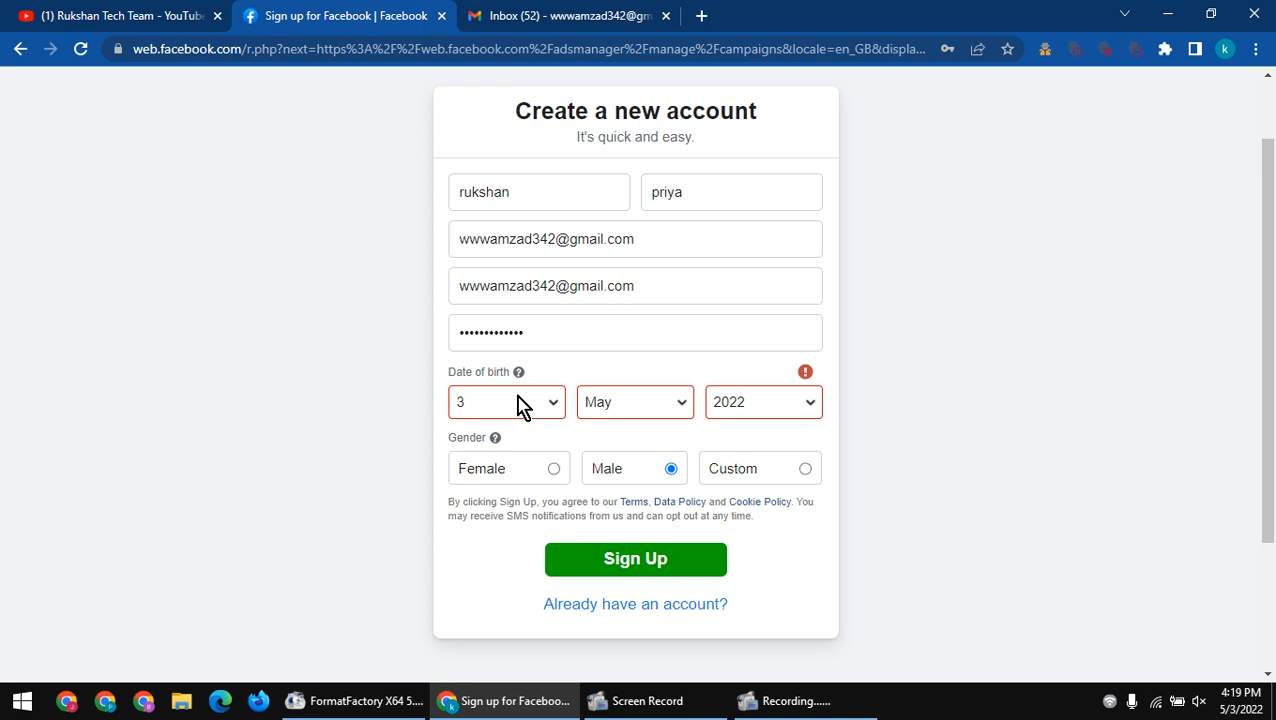 (1) Rukshan Tech Team - YouTub
Sign up for Facebook | Facebook
Inbox (52) - wwwamzad342@gm
web.facebook.com/r.php?next=https%3A%2F%2Fweb.facebook.com%2Fadsmanager%2Fmanage%2Fcampaigns&locale=en_GB&displa...
k
Create a new account
It's quick and easy.
rukshan priya
wwwamzad342@gmail.com
wwwamzad342@gmail.com
•••••••••••••
Date of birth
3 May 2022
Gender
Female Male Custom
By clicking Sign Up, you agree to our Terms, Data Policy and Cookie Policy. You
may receive SMS notifications from us and can opt out at any time.
Sign Up
Already have an account?
FormatFactory X64 5....
Sign up for Faceboo...
Screen Record
Recording......
4:19 PM
5/3/2022